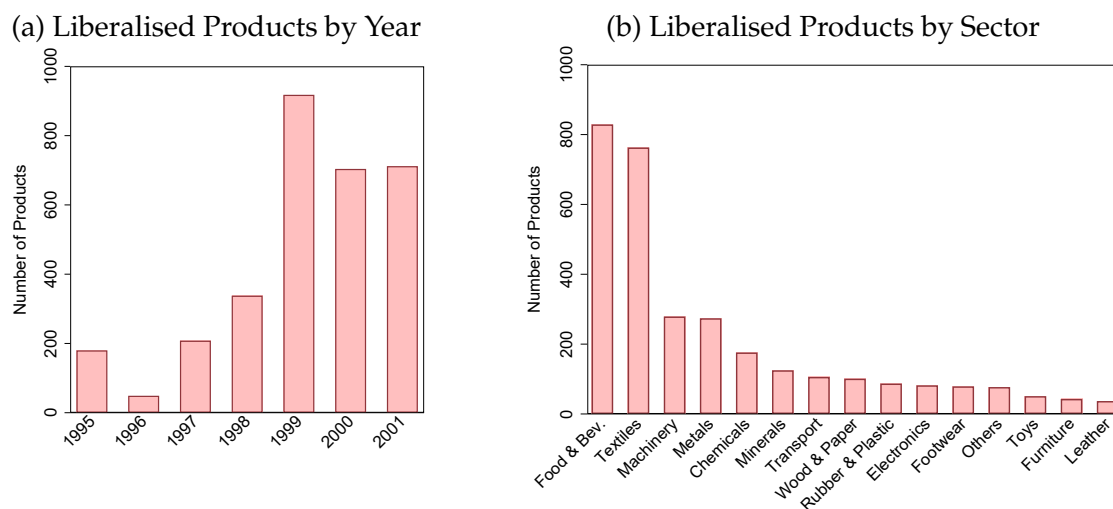 (a) Liberalised Products by Year
Number of Products
1000
800
600
400
200
0
1995
1996
1997
1998
1999
2000
2001
(b) Liberalised Products by Sector
Number of Products
1000
800
600
400
200
0
Food & Bev.
Textiles
Machinery
Metals
Chemicals
Minerals
Transport
Wood & Paper
Rubber & Plastic
Electronics
Footwear
Others
Toys
Furniture
Leather